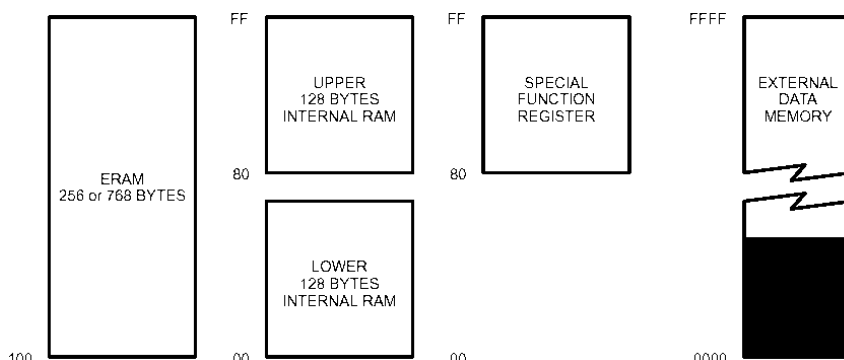 FF
FF
FFFF
UPPER
128 BYTES
INTERNAL RAM
SPECIAL
FUNCTION
REGISTER
EXTERNAL
DATA
MEMORY
ERAM
256 or 768 BYTES
80
80
LOWER
128 BYTES
INTERNAL RAM
100
00
00
0000